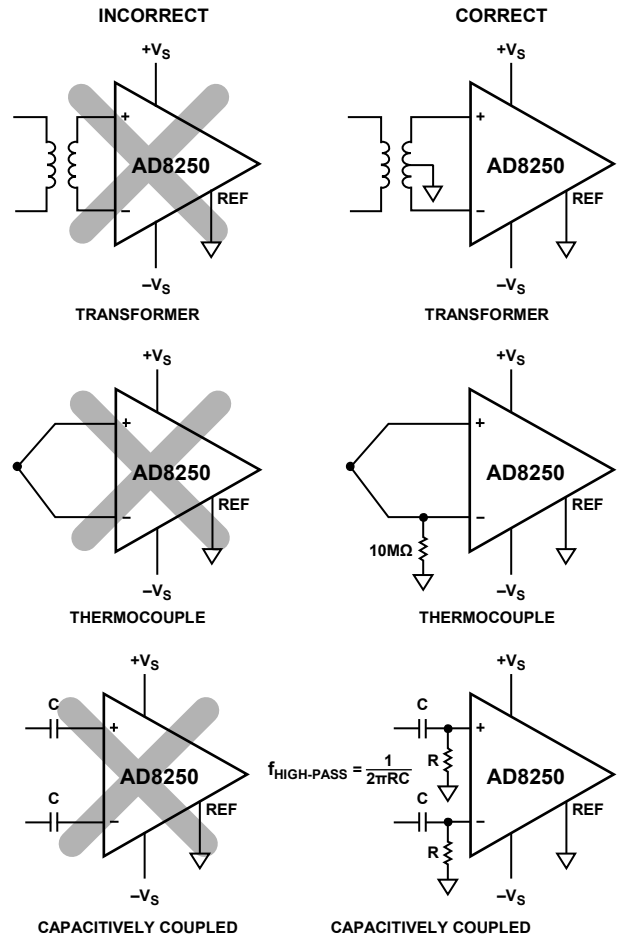 INCORRECT
CORRECT
+VS
+
AD8250
REF
−
−VS
TRANSFORMER
+VS
+
AD8250
REF
−
−VS
TRANSFORMER
+VS
+
AD8250
REF
−
−VS
THERMOCOUPLE
+VS
+
AD8250
REF
−
10MΩ
−VS
THERMOCOUPLE
+VS
C
+
AD8250
C
REF
−
−VS
CAPACITIVELY COUPLED
+VS
C
+
fHIGH-PASS = 1/2πRC
R
AD8250
C
REF
−
R
−VS
CAPACITIVELY COUPLED